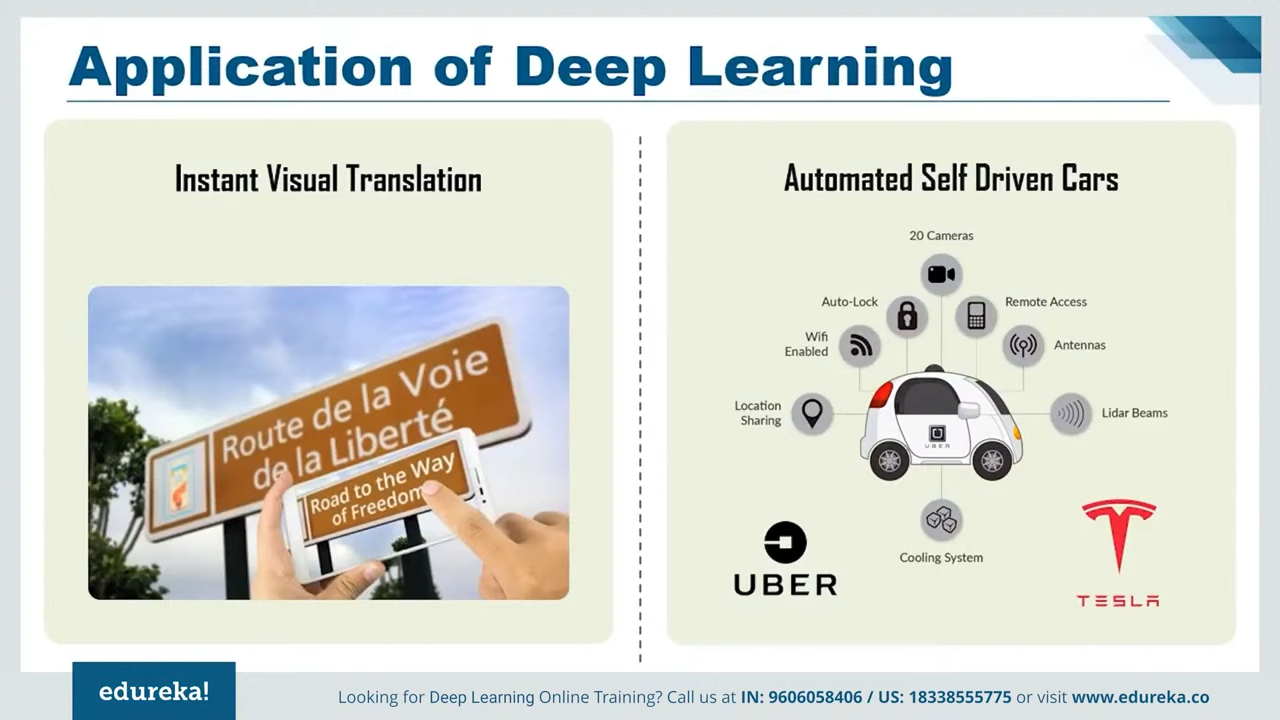 Application of Deep Learning
Instant Visual Translation
Route de la Voie
de la Liberté
Road to the Way
of Freedom
Automated Self Driven Cars
20 Cameras
Auto-Lock
Remote Access
Wifi
Enabled
Antennas
Location
Sharing
Lidar Beams
UBER
Cooling System
UBER
TESLA
edureka!
Looking for Deep Learning Online Training? Call us at IN: 9606058406 / US: 18338555775 or visit www.edureka.co